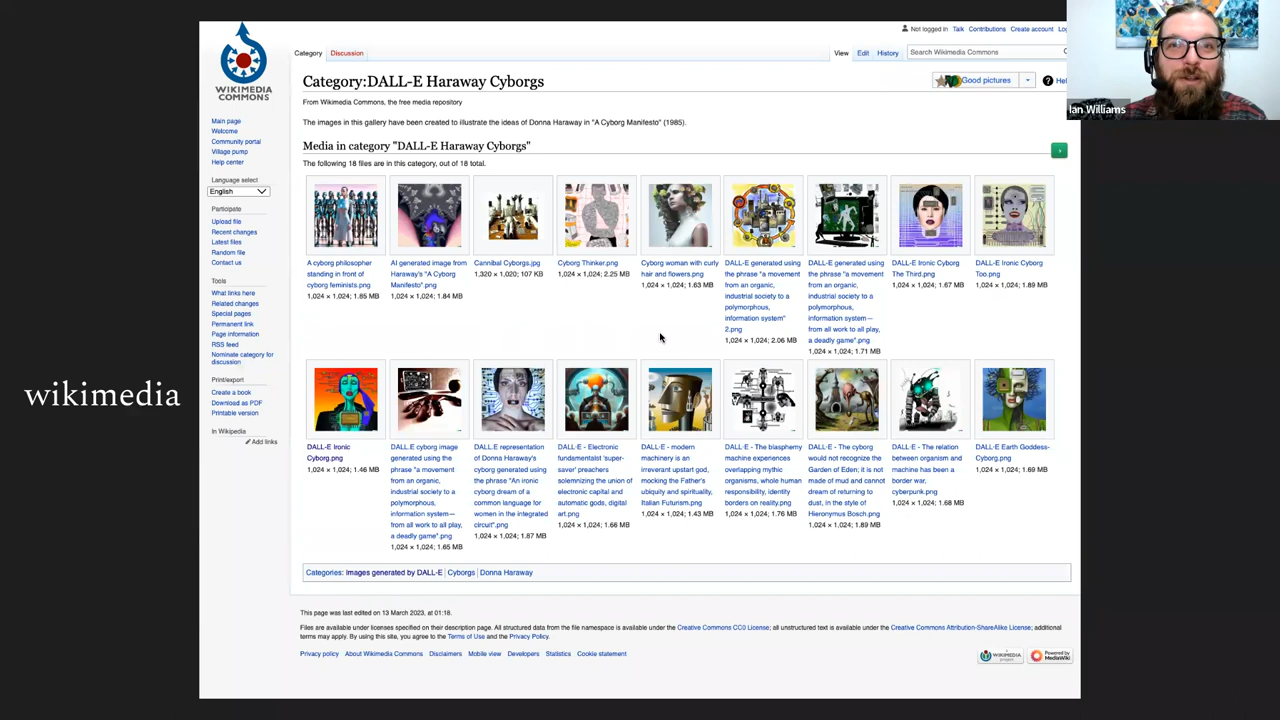 Not logged in Talk Contributions Create account Log
Category Discussion View Edit History Search Wikimedia Commons
WIKIMEDIA
COMMONS
Category:DALL-E Haraway Cyborgs
Good pictures Hel
Ian Williams
From Wikimedia Commons, the free media repository
The images in this gallery have been created to illustrate the ideas of Donna Haraway in "A Cyborg Manifesto" (1985).
Media in category "DALL-E Haraway Cyborgs"
The following 18 files are in this category, out of 18 total.
Main page
Welcome
Community portal
Village pump
Help center
Language select
English
Participate
Upload file
Recent changes
Latest files
Random file
Contact us
Tools
What links here
Related changes
Special pages
Permanent link
Page information
RSS feed
Nominate category for
discussion
Print/export
Create a book
Download as PDF
Printable version
In Wikipedia
Add links
wikimedia
A cyborg philosopher
standing in front of
cyborg feminists.png
1,024 × 1,024; 1.85 MB
AI generated image from
Haraway's "A Cyborg
Manifesto".png
1,024 × 1,024; 1.84 MB
Cannibal Cyborgs.jpg
1,320 × 1,020; 107 KB
Cyborg Thinker.png
1,024 × 1,024; 2.25 MB
Cyborg woman with curly
hair and flowers.png
1,024 × 1,024; 1.63 MB
DALL-E generated using
the phrase "a movement
from an organic,
industrial society to a
polymorphous,
information system"
2.png
1,024 × 1,024; 2.06 MB
DALL-E generated using
the phrase "a movement
from an organic,
industrial society to a
polymorphous,
information system—
from all work to all play,
a deadly game".png
1,024 × 1,024; 1.71 MB
DALL-E Ironic Cyborg
The Third.png
1,024 × 1,024; 1.67 MB
DALL-E Ironic Cyborg
Too.png
1,024 × 1,024; 1.89 MB
DALL-E Ironic
Cyborg.png
1,024 × 1,024; 1.46 MB
DALL.E cyborg image
generated using the
phrase "a movement
from an organic,
industrial society to a
polymorphous,
information system—
from all work to all play,
a deadly game".png
1,024 × 1,024; 1.65 MB
DALL.E representation
of Donna Haraway's
cyborg generated using
the phrase "An ironic
cyborg dream of a
common language for
women in the integrated
circuit".png
1,024 × 1,024; 1.87 MB
DALL·E - Electronic
fundamentalist 'super-
saver' preachers
solemnizing the union of
electronic capital and
automatic gods, digital
art.png
1,024 × 1,024; 1.66 MB
DALL·E - modern
machinery is an
irreverant upstart god,
mocking the Father's
ubiquity and spirituality,
Italian Futurism.png
1,024 × 1,024; 1.43 MB
DALL·E - The blasphemy
machine experiences
overlapping mythic
organisms, whole human
responsibility, identity
borders on reality.png
1,024 × 1,024; 1.76 MB
DALL·E - The cyborg
would not recognize the
Garden of Eden; it is not
made of mud and cannot
dream of returning to
dust, in the style of
Hieronymus Bosch.png
1,024 × 1,024; 1.89 MB
DALL·E - The relation
between organism and
machine has been a
border war,
cyberpunk.png
1,024 × 1,024; 1.68 MB
DALL·E Earth Goddess-
Cyborg.png
1,024 × 1,024; 1.69 MB
Categories: Images generated by DALL-E Cyborgs Donna Haraway
This page was last edited on 13 March 2023, at 01:18.
Files are available under licenses specified on their description page. All structured data from the file namespace is available under the Creative Commons CC0 License; all unstructured text is available under the Creative Commons Attribution-ShareAlike License; additional
terms may apply. By using this site, you agree to the Terms of Use and the Privacy Policy.
Privacy policy About Wikimedia Commons Disclaimers Mobile view Developers Statistics Cookie statement
WIKIMEDIA
project
Powered by
MediaWiki